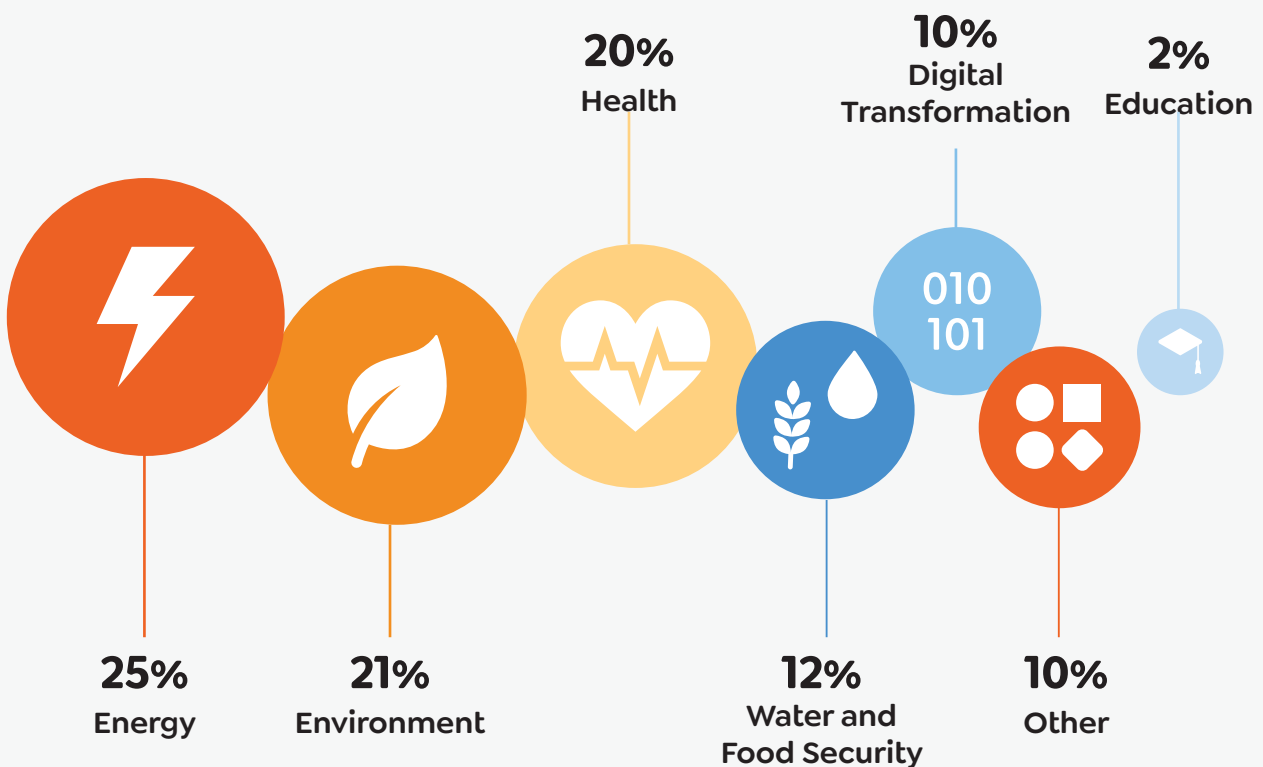 20%
Health
10%
Digital
Transformation
2%
Education
010
101
25%
Energy
21%
Environment
12%
Water and
Food Security
10%
Other